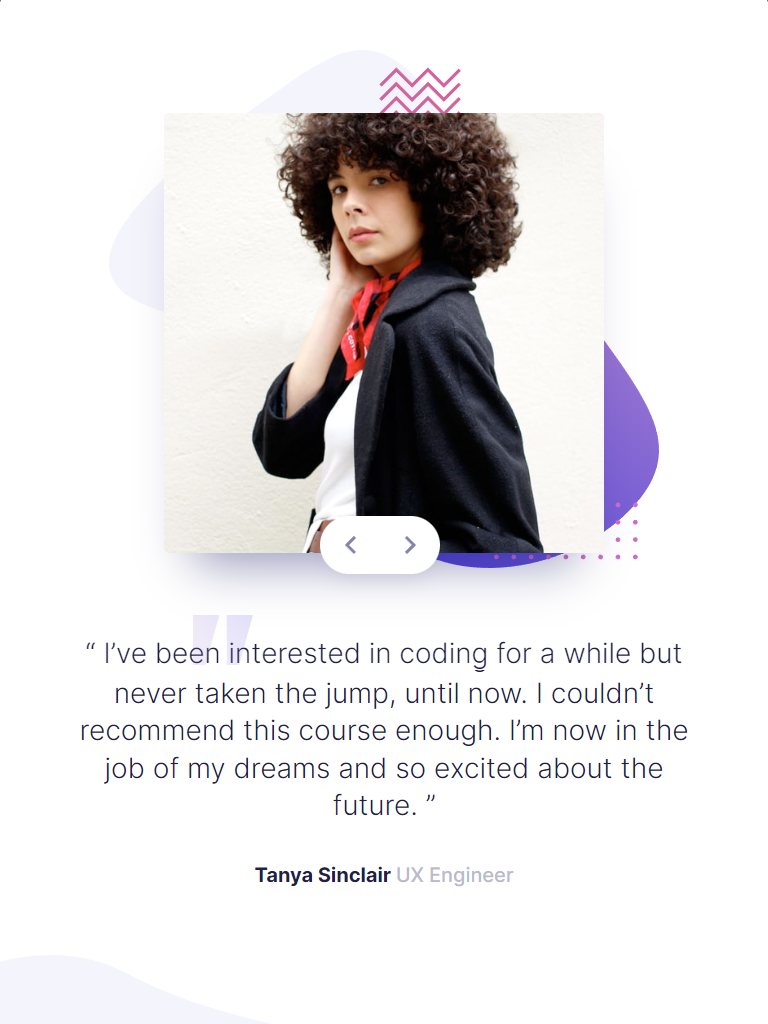 “ I’ve been interested in coding for a while but
never taken the jump, until now. I couldn’t
recommend this course enough. I’m now in the
job of my dreams and so excited about the
future. ”
Tanya Sinclair UX Engineer